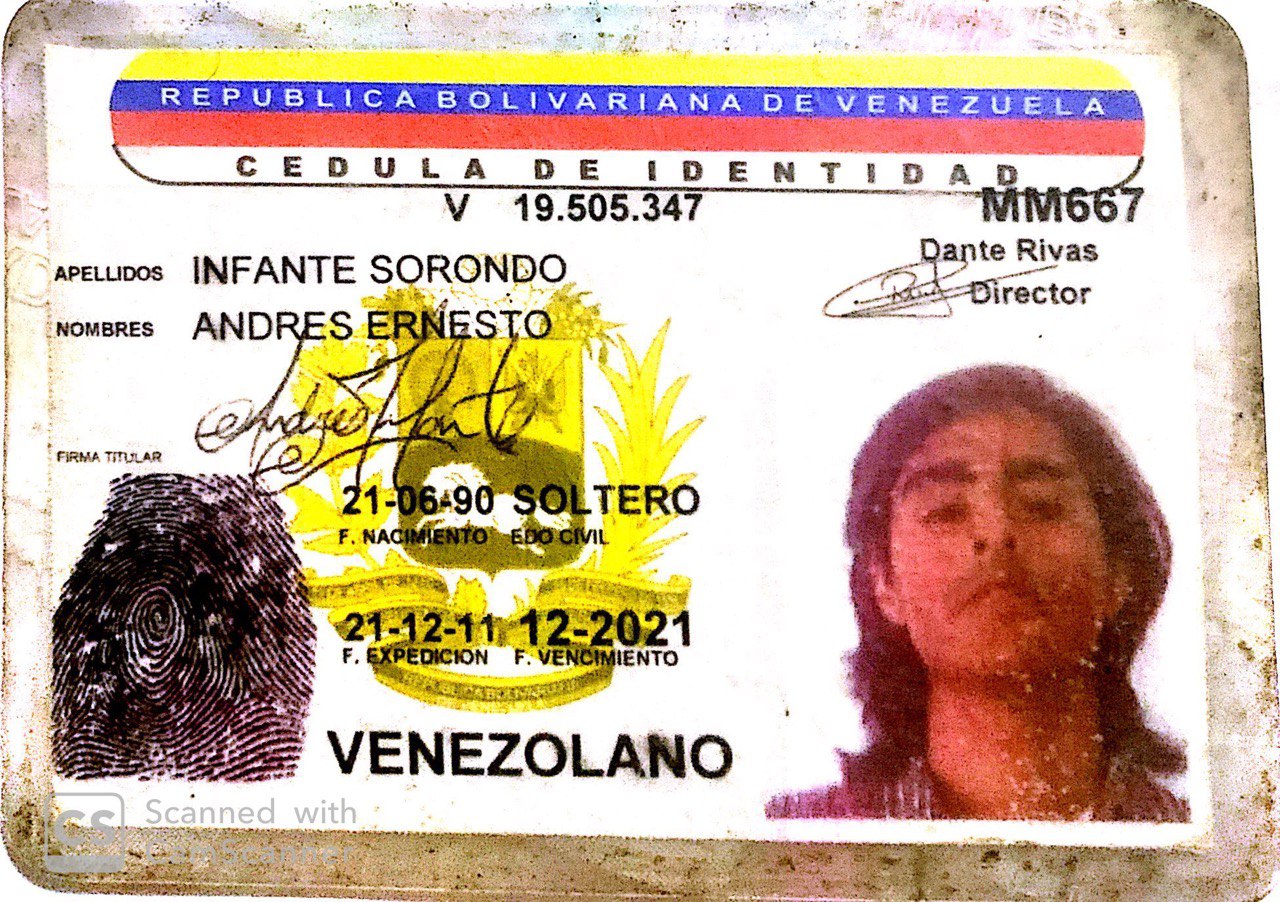 REPUBLICA BOLIVARIANA DE VENEZUELA
CEDULA DE IDENTIDAD
V 19.505.347
MM667
Dante Rivas
Director
APELLIDOS INFANTE SORONDO
NOMBRES ANDRES ERNESTO
Andres Infante
FIRMA TITULAR
21-06-90 SOLTERO
F. NACIMIENTO EDO CIVIL
21-12-11 12-2021
F. EXPEDICION F. VENCIMIENTO
VENEZOLANO
CS Scanned with
CamScanner